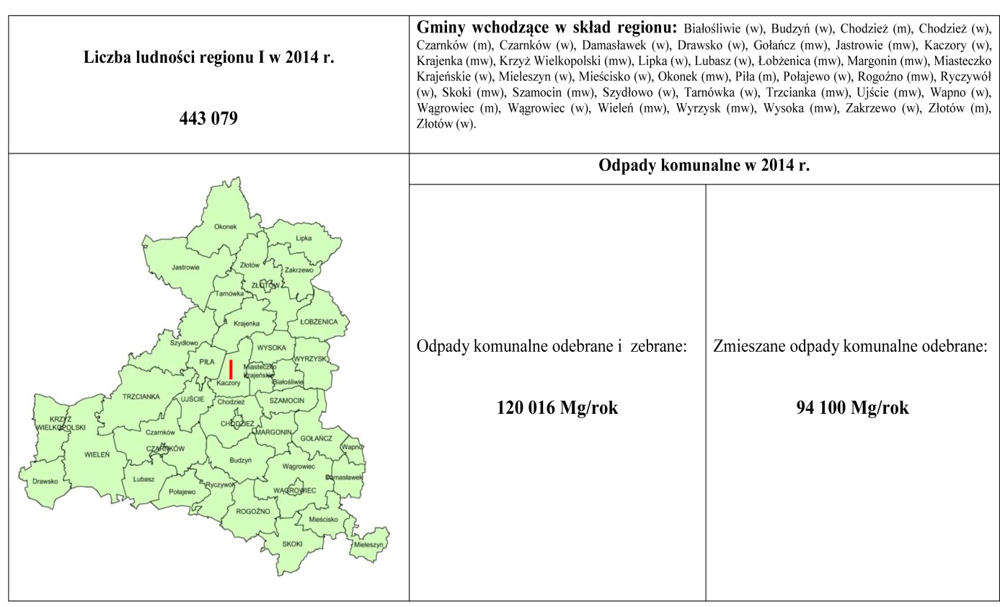 Liczba ludności regionu I w 2014 r.
443 079
Gminy wchodzące w skład regionu: Białośliwie (w), Budzyń (w), Chodzież (m), Chodzież (w),
Czarnków (m), Czarnków (w), Damasławek (w), Drawsko (w), Gołańcz (mw), Jastrowie (mw), Kaczory (w),
Krajenka (mw), Krzyż Wielkopolski (mw), Lipka (w), Lubasz (w), Łobżenica (mw), Margonin (mw), Miasteczko
Krajeńskie (w), Mieleszyn (w), Mieścisko (w), Okonek (mw), Piła (m), Połajewo (w), Rogoźno (mw), Ryczywół
(w), Skoki (mw), Szamocin (mw), Szydłowo (w), Tarnówka (w), Trzcianka (mw), Ujście (mw), Wapno (w),
Wągrowiec (m), Wągrowiec (w), Wieleń (mw), Wyrzysk (mw), Wysoka (mw), Zakrzewo (w), Złotów (m),
Złotów (w).
Okonek
Lipka
Jastrowie
Złotów
Zakrzewo
ZŁOTÓW
Tarnówka
Krajenka
ŁOBŻENICA
Szydłowo
WYSOKA
PIŁA
WYRZYSK
I
Miasteczko
Krajeńskie
Kaczory
Białośliwie
TRZCIANKA
UJŚCIE
Chodzież
SZAMOCIN
KRZYŻ
WIELKOPOLSKI
CHODZIEŻ
Czarnków
MARGONIN
GOŁAŃCZ
CZARNKÓW
Wapno
WIELEŃ
Budzyń
Wągrowiec
Drawsko
Lubasz
Damasławek
Połajewo
Ryczywół
WĄGROWIEC
ROGOŹNO
Mieścisko
SKOKI
Mieleszyn
Odpady komunalne w 2014 r.
Odpady komunalne odebrane i zebrane:
120 016 Mg/rok
Zmieszane odpady komunalne odebrane:
94 100 Mg/rok